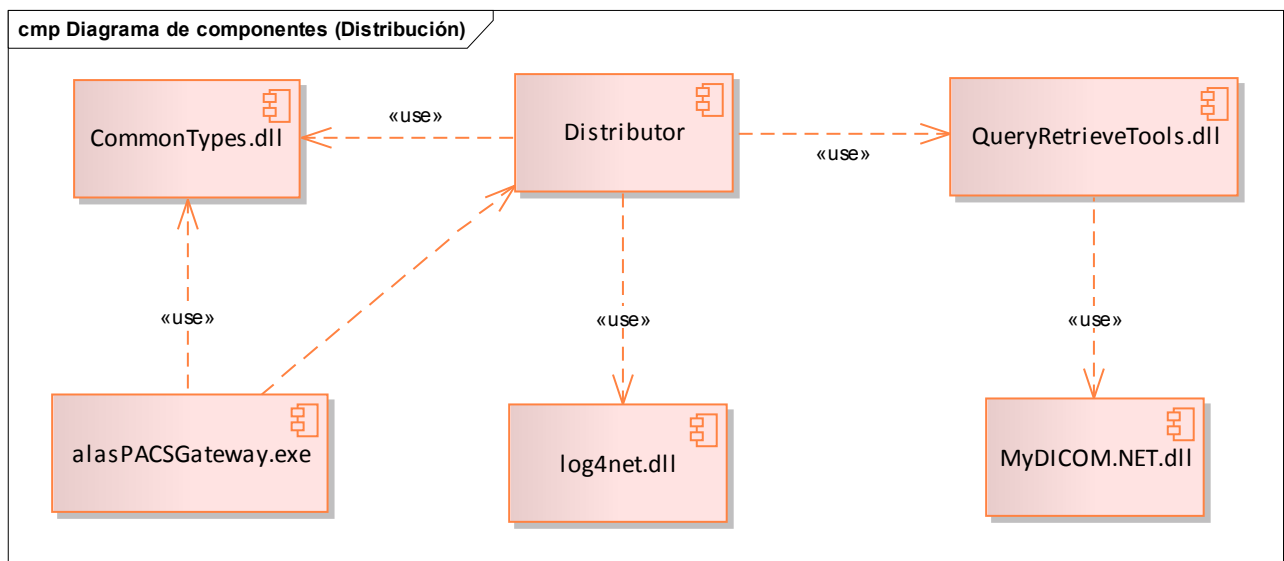 cmp Diagrama de componentes (Distribución)
CommonTypes.dll
«use»
Distributor
«use»
QueryRetrieveTools.dll
«use»
«use»
«use»
alasPACSGateway.exe
log4net.dll
MyDICOM.NET.dll